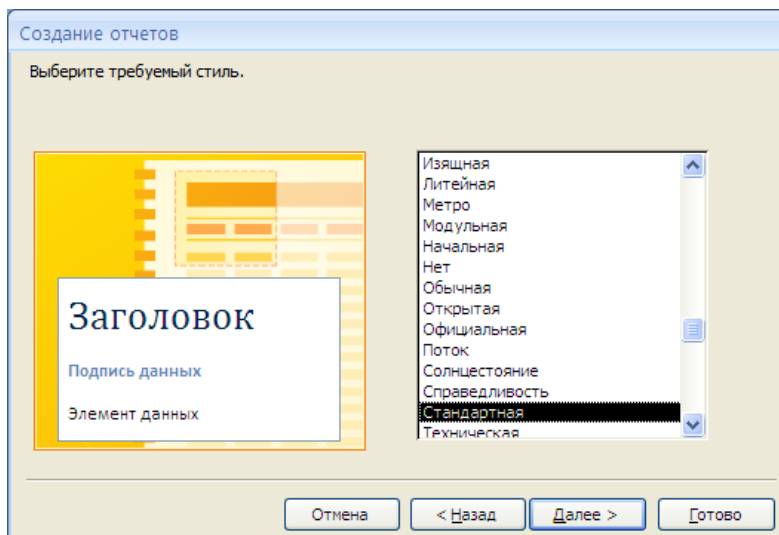 Создание отчетов
Выберите требуемый стиль.
Заголовок
Подпись данных
Элемент данных
Изящная
Литейная
Метро
Модульная
Начальная
Нет
Обычная
Открытая
Официальная
Поток
Солнцестояние
Справедливость
Стандартная
Техническая
Отмена
< Назад
Далее >
Готово